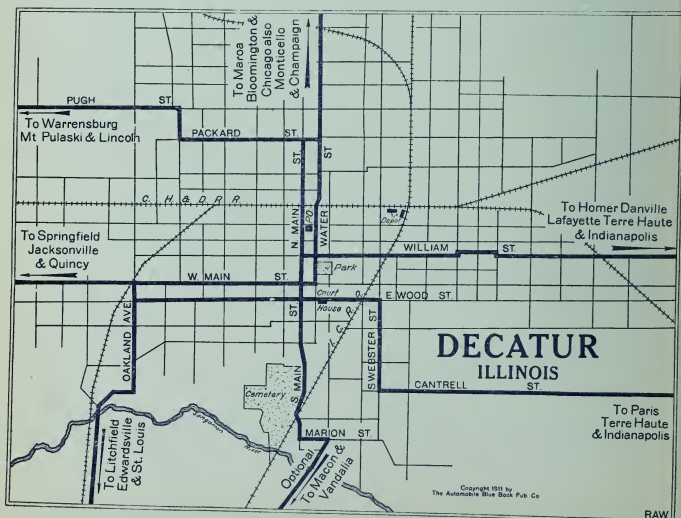 To Maroa
Bloomington &
Chicago also
Monticello
& Champaign
PUGH ST.
To Warrensburg
Mt Pulaski & Lincoln
PACKARD ST.
ST.
ST
C. H. & D. R. R.
N. MAIN
P.O.
WATER
Depot
To Homer Danville
Lafayette Terre Haute
& Indianapolis
To Springfield
Jacksonville
& Quincy
WILLIAM ST.
Park
W. MAIN ST.
Court
House
E. WOOD ST.
I. C. R. R.
OAKLAND AVE.
ST.
S. MAIN
S. WEBSTER ST
DECATUR
ILLINOIS
CANTRELL ST.
Cemetery
Sangamon River
MARION ST.
To Paris
Terre Haute
& Indianapolis
To Litchfield
Edwardsville
& St. Louis
Optional
To Macon &
Vandalia
Copyright 1911 by
The Automobile Blue Book Pub. Co
RAW